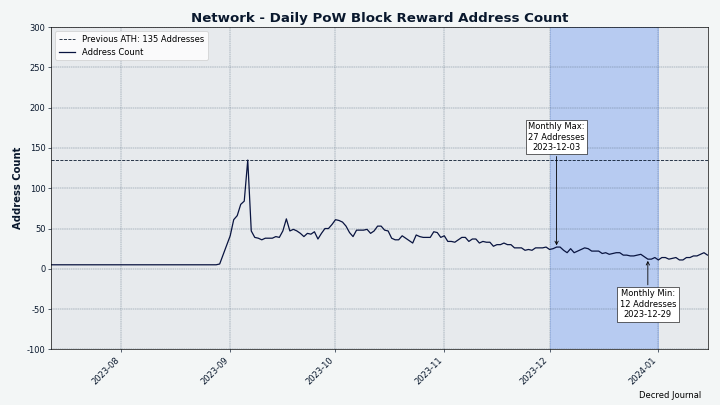 Network - Daily PoW Block Reward Address Count
Previous ATH: 135 Addresses
Address Count
Address Count
300
250
200
150
100
50
0
-50
-100
Monthly Max:
27 Addresses
2023-12-03
Monthly Min:
12 Addresses
2023-12-29
2023-08
2023-09
2023-10
2023-11
2023-12
2024-01
Decred Journal